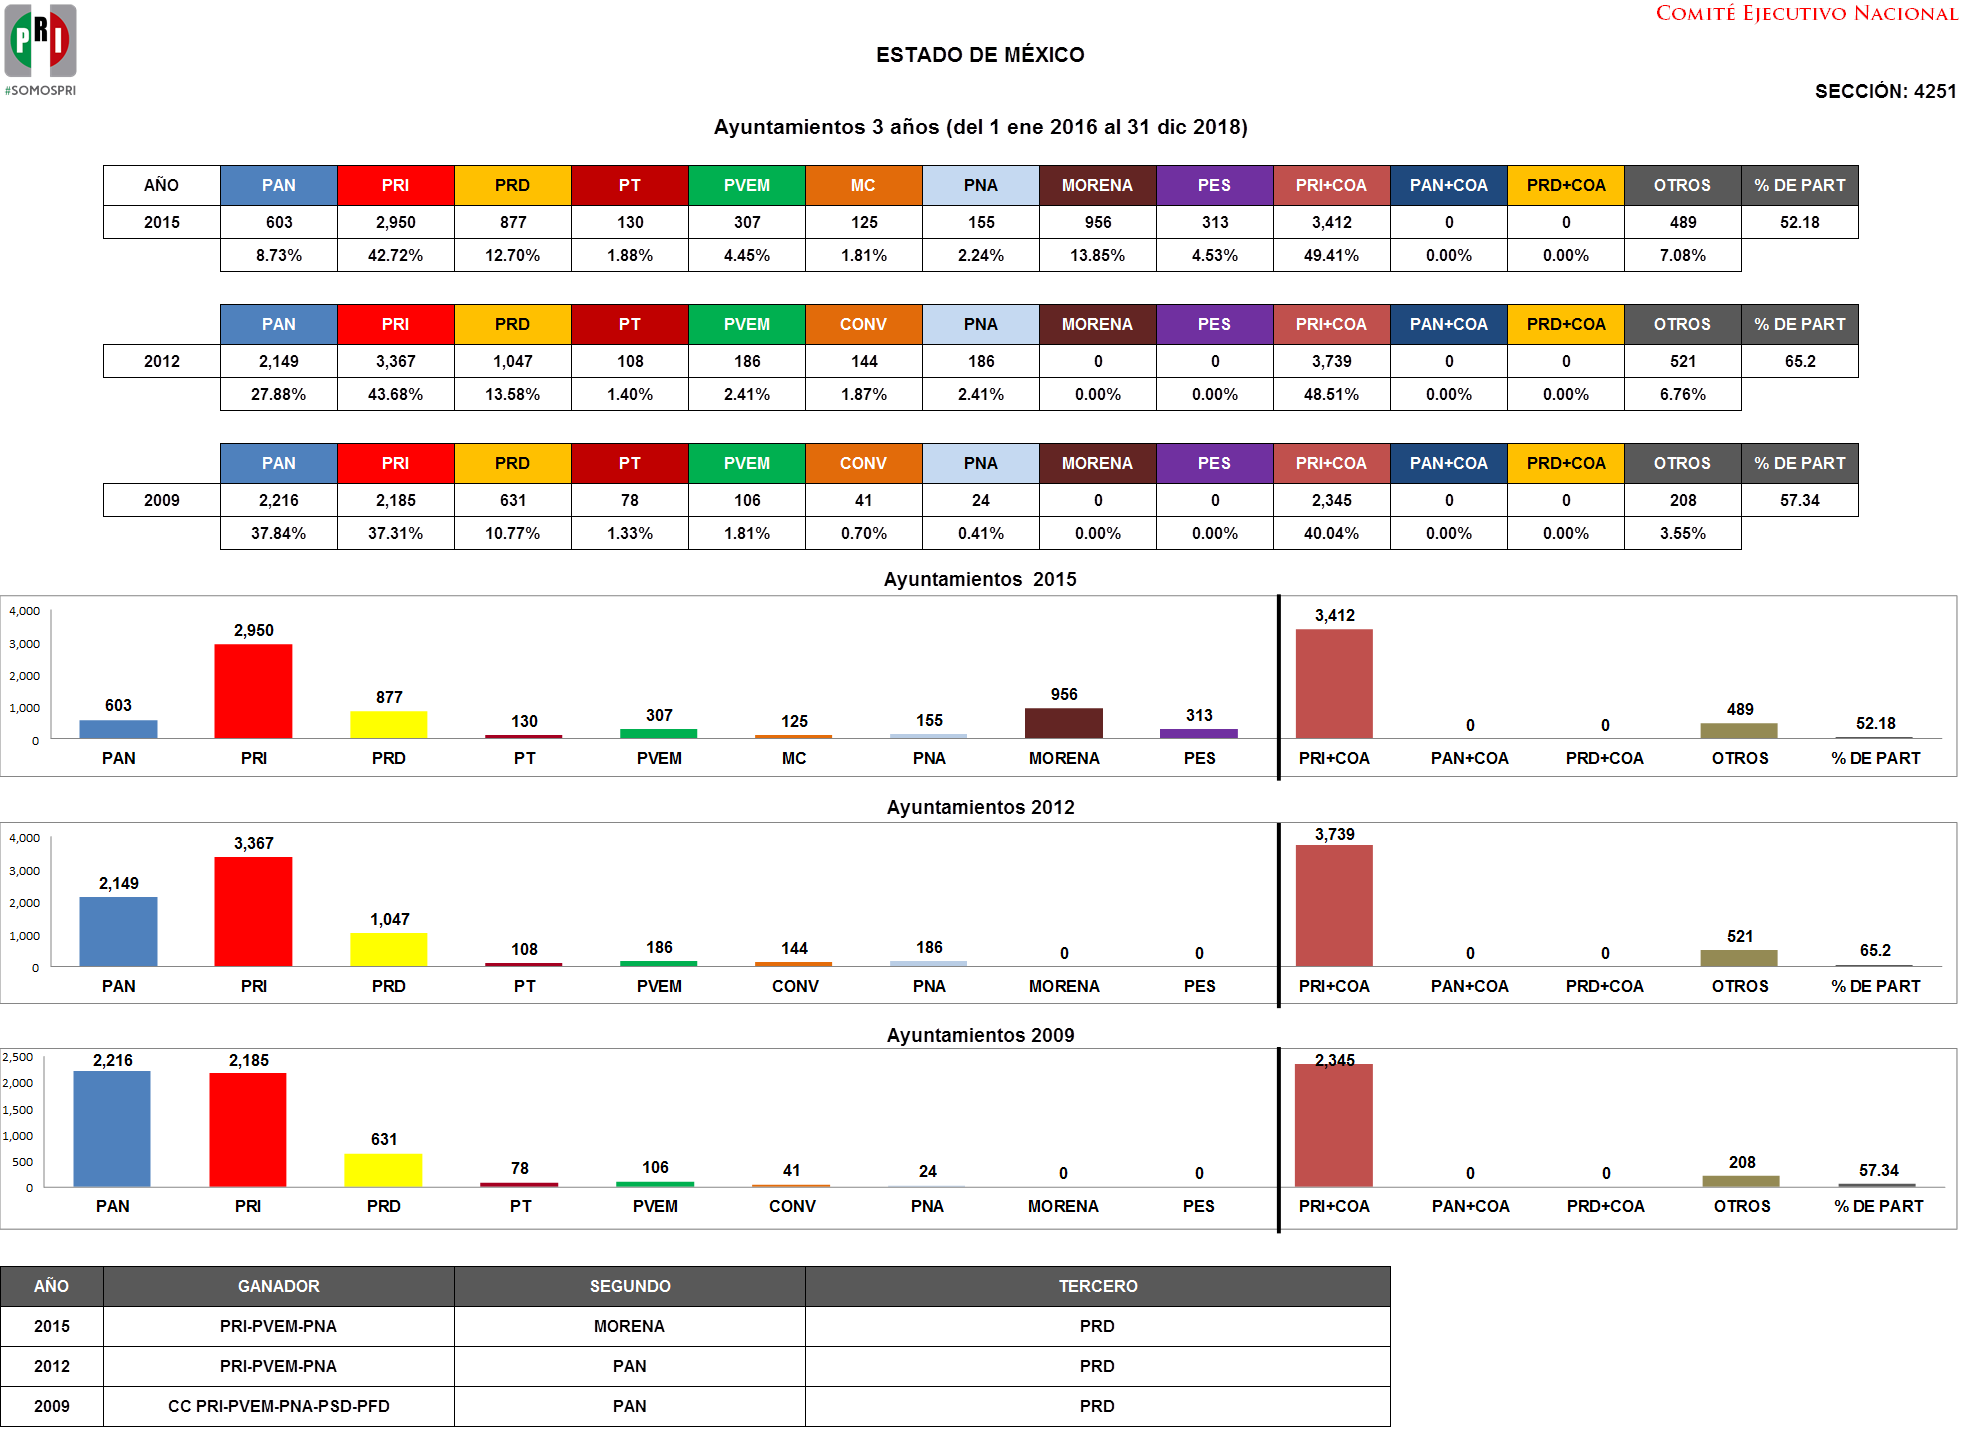 PRI
#SOMOSPRI
COMITÉ EJECUTIVO NACIONAL
ESTADO DE MÉXICO
SECCIÓN: 4251
Ayuntamientos 3 años (del 1 ene 2016 al 31 dic 2018)
AÑO PAN PRI PRD PT PVEM MC PNA MORENA PES PRI+COA PAN+COA PRD+COA OTROS % DE PART
2015 603 2,950 877 130 307 125 155 956 313 3,412 0 0 489 52.18
8.73% 42.72% 12.70% 1.88% 4.45% 1.81% 2.24% 13.85% 4.53% 49.41% 0.00% 0.00% 7.08%
PAN PRI PRD PT PVEM CONV PNA MORENA PES PRI+COA PAN+COA PRD+COA OTROS % DE PART
2012 2,149 3,367 1,047 108 186 144 186 0 0 3,739 0 0 521 65.2
27.88% 43.68% 13.58% 1.40% 2.41% 1.87% 2.41% 0.00% 0.00% 48.51% 0.00% 0.00% 6.76%
PAN PRI PRD PT PVEM CONV PNA MORENA PES PRI+COA PAN+COA PRD+COA OTROS % DE PART
2009 2,216 2,185 631 78 106 41 24 0 0 2,345 0 0 208 57.34
37.84% 37.31% 10.77% 1.33% 1.81% 0.70% 0.41% 0.00% 0.00% 40.04% 0.00% 0.00% 3.55%
Ayuntamientos 2015
4,000
3,000
2,000
1,000
0
603 2,950 877 130 307 125 155 956 313 3,412 0 0 489 52.18
PAN PRI PRD PT PVEM MC PNA MORENA PES PRI+COA PAN+COA PRD+COA OTROS % DE PART
Ayuntamientos 2012
4,000
3,000
2,000
1,000
0
2,149 3,367 1,047 108 186 144 186 0 0 3,739 0 0 521 65.2
PAN PRI PRD PT PVEM CONV PNA MORENA PES PRI+COA PAN+COA PRD+COA OTROS % DE PART
Ayuntamientos 2009
2,500
2,000
1,500
1,000
500
0
2,216 2,185 631 78 106 41 24 0 0 2,345 0 0 208 57.34
PAN PRI PRD PT PVEM CONV PNA MORENA PES PRI+COA PAN+COA PRD+COA OTROS % DE PART
AÑO GANADOR SEGUNDO TERCERO
2015 PRI-PVEM-PNA MORENA PRD
2012 PRI-PVEM-PNA PAN PRD
2009 CC PRI-PVEM-PNA-PSD-PFD PAN PRD